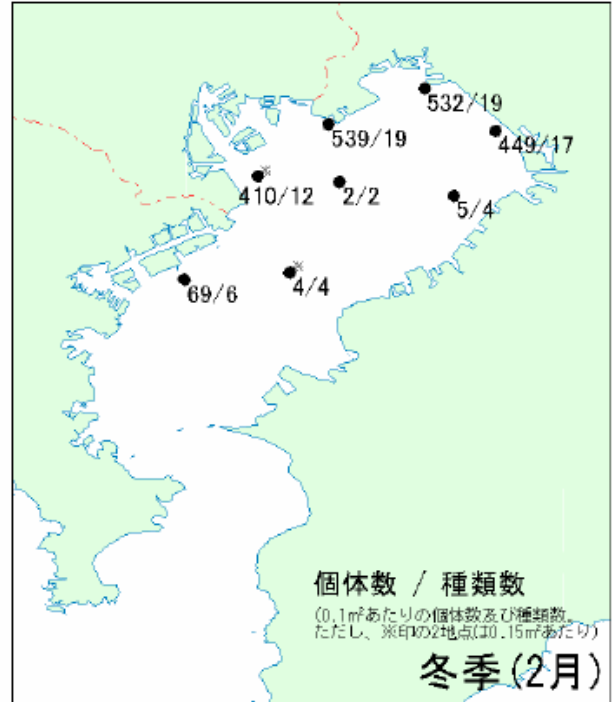 532/19
539/19
449/17
※
410/12
2/2
5/4
※
4/4
69/6
個体数 / 種類数
(0.1㎡あたりの個体数及び種類数。
ただし、※印の2地点は0.15㎡あたり)
冬季(2月)